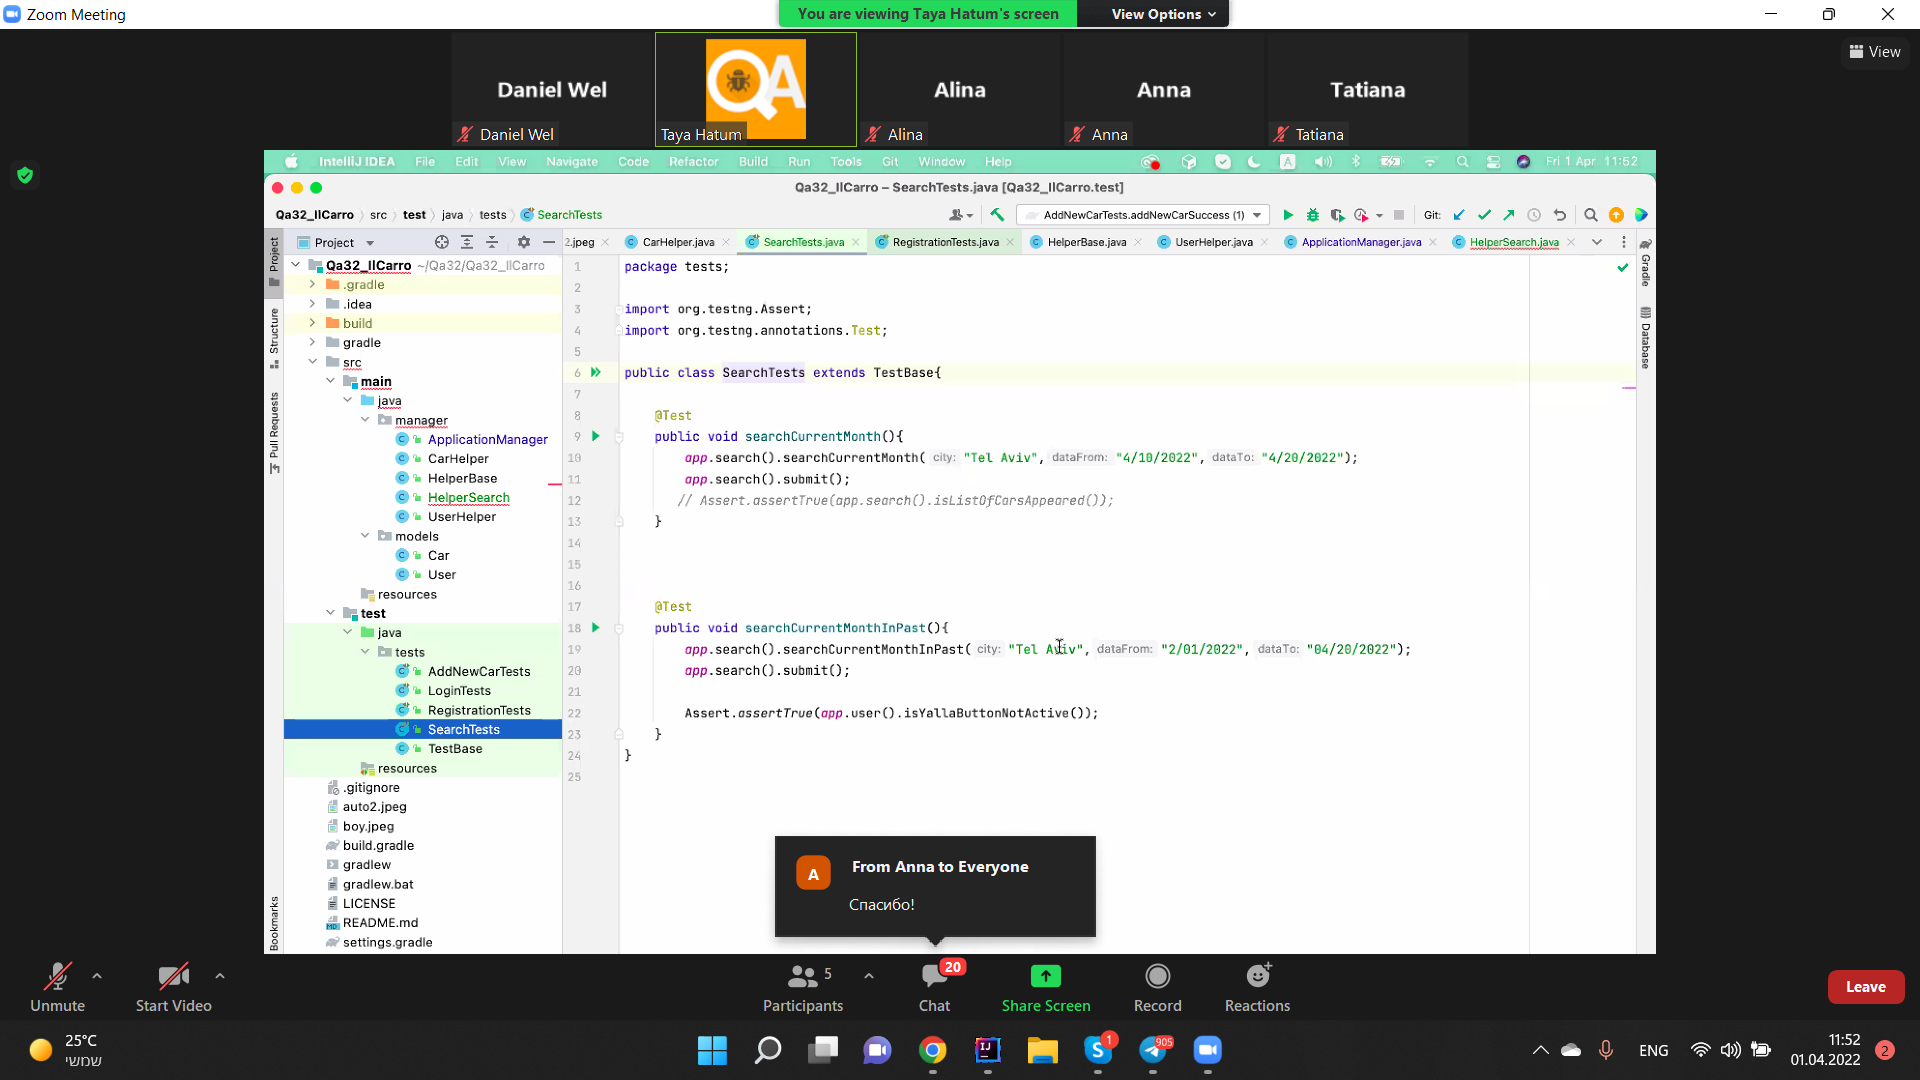 Zoom Meeting
You are viewing Taya Hatum's screen
View Options
View
Daniel Wel
QA
Alina
Anna
Tatiana
Daniel Wel
Taya Hatum
Alina
Anna
Tatiana
IntelliJ IDEA File Edit View Navigate Code Refactor Build Run Tools Git Window Help
A
Fri 1 Apr 11:52
Qa32_IlCarro – SearchTests.java [Qa32_IlCarro.test]
Qa32_IlCarro src test java tests SearchTests
AddNewCarTests.addNewCarSuccess (1)
Git:
Project
2.jpeg CarHelper.java SearchTests.java RegistrationTests.java HelperBase.java UserHelper.java ApplicationManager.java HelperSearch.java
Project
Structure
Pull Requests
Bookmarks
Qa32_IlCarro ~/Qa32/Qa32_IlCarro
.gradle
.idea
build
gradle
src
main
java
manager
ApplicationManager
CarHelper
HelperBase
HelperSearch
UserHelper
models
Car
User
resources
test
java
tests
AddNewCarTests
LoginTests
RegistrationTests
SearchTests
TestBase
resources
.gitignore
auto2.jpeg
boy.jpeg
build.gradle
gradlew
gradlew.bat
LICENSE
README.md
settings.gradle
1 package tests;
2
3 import org.testng.Assert;
4 import org.testng.annotations.Test;
5
6 public class SearchTests extends TestBase{
7
8 @Test
9 public void searchCurrentMonth(){
10 app.search().searchCurrentMonth( city: "Tel Aviv", dataFrom: "4/10/2022", dataTo: "4/20/2022");
11 app.search().submit();
12 // Assert.assertTrue(app.search().isListOfCarsAppeared());
13 }
14
15
16
17 @Test
18 public void searchCurrentMonthInPast(){
19 app.search().searchCurrentMonthInPast( city: "Tel Aviv", dataFrom: "2/01/2022", dataTo: "04/20/2022");
20 app.search().submit();
21
22 Assert.assertTrue(app.user().isYallaButtonNotActive());
23 }
24 }
25
Gradle
Database
A
From Anna to Everyone
Спасибо!
Unmute
Start Video
5
Participants
20
Chat
Share Screen
Record
Reactions
Leave
25°C
שמשי
IJ
S
1
905
ENG
11:52
01.04.2022
2